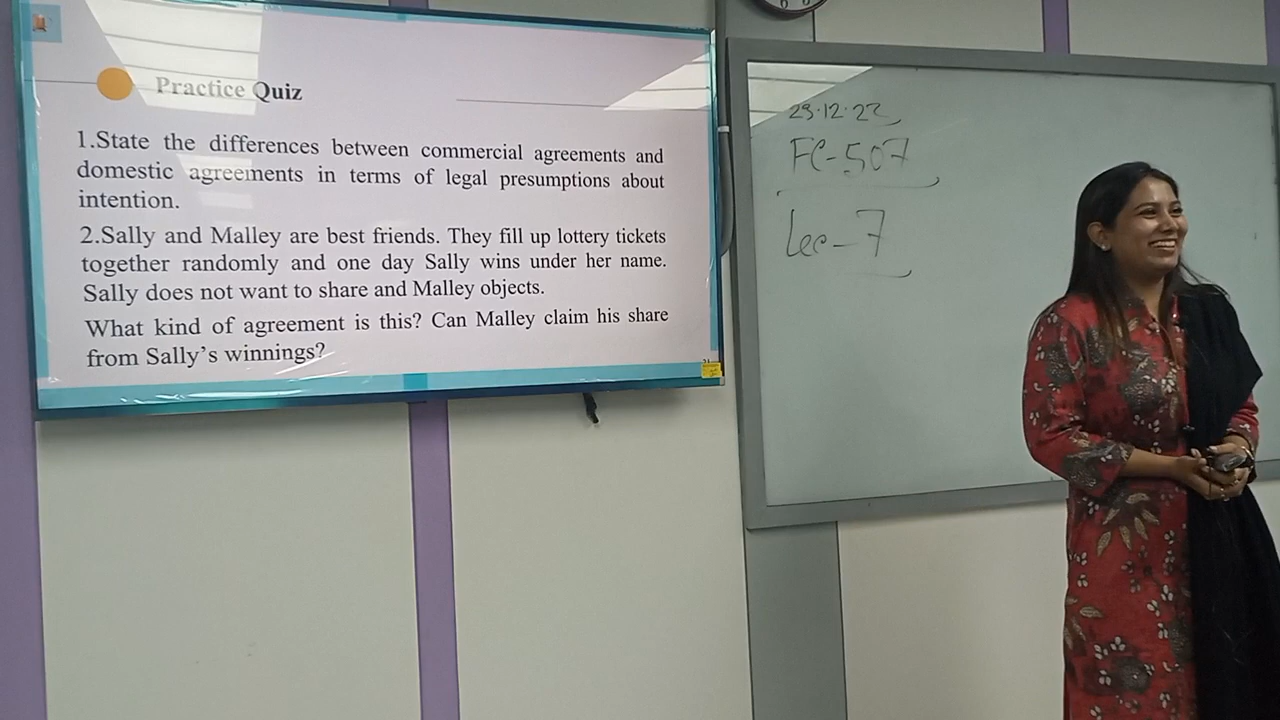 Practice Quiz
1.State the differences between commercial agreements and
domestic agreements in terms of legal presumptions about
intention.
2.Sally and Malley are best friends. They fill up lottery tickets
together randomly and one day Sally wins under her name.
Sally does not want to share and Malley objects.
What kind of agreement is this? Can Malley claim his share
from Sally's winnings?
29.12.22
FC-507
Lec-7